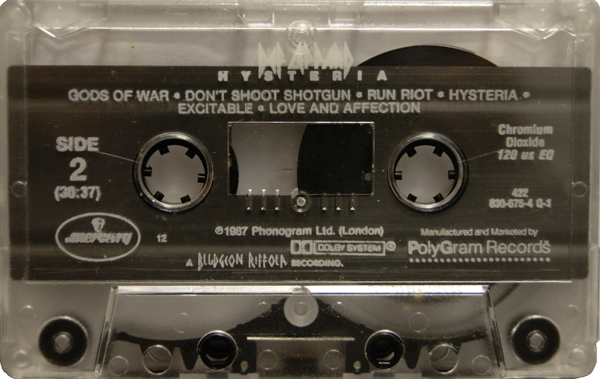 DEF LEPPARD
HYSTERIA
GODS OF WAR • DON'T SHOOT SHOTGUN • RUN RIOT • HYSTERIA •
EXCITABLE • LOVE AND AFFECTION
SIDE
2
(30:37)
Chromium
Dioxide
120 us EQ
422
830-675-4 Q-1
mercury
12
℗1987 Phonogram Ltd. (London)
DOLBY SYSTEM®
A BLUDGEON RIFFOLA RECORDING.
Manufactured and Marketed by
PolyGram Records